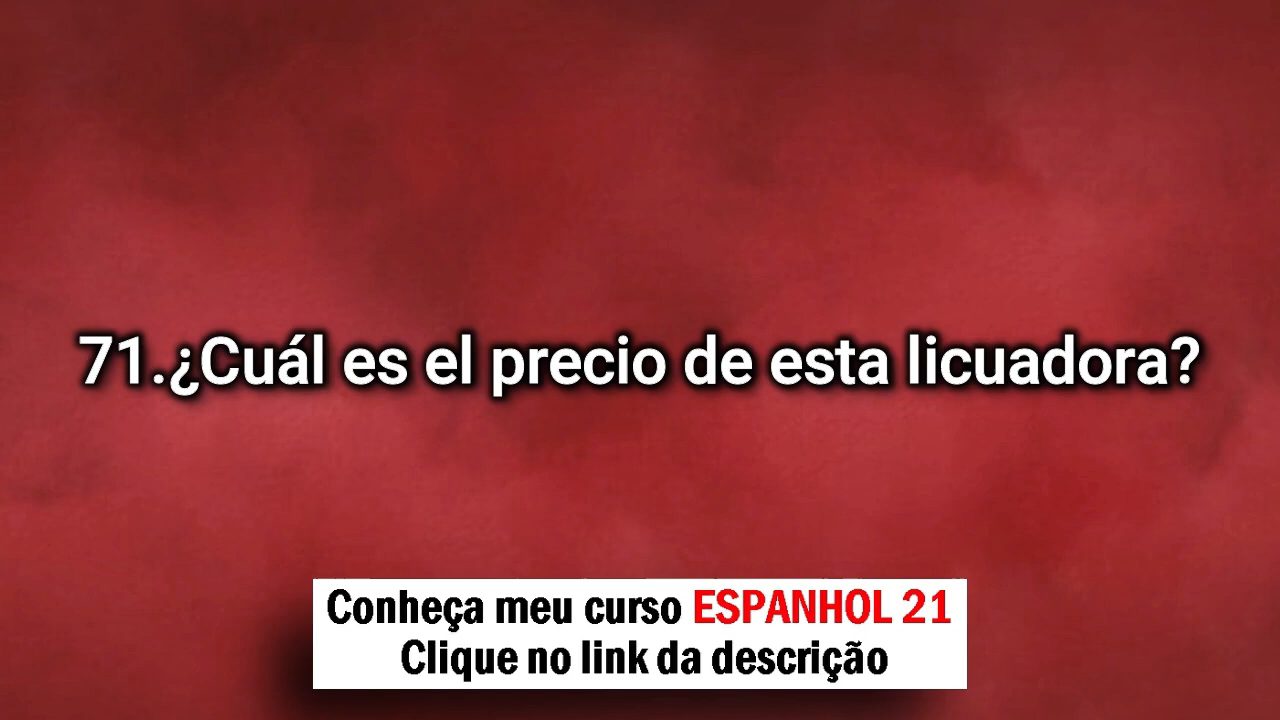 71.¿Cuál es el precio de esta licuadora?
Conheça meu curso ESPANHOL 21
Clique no link da descrição